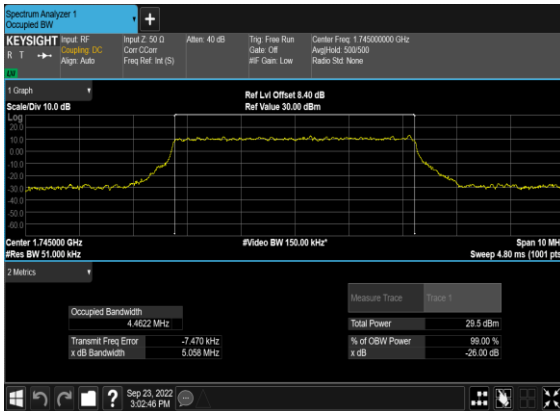 Spectrum Analyzer 1
Occupied BW
KEYSIGHT
R T
LW
Input: RF
Coupling: DC
Align: Auto
Input Z: 50 Ω
Corr CCorr
Freq Ref: Int (S)
Atten: 40 dB
Trig: Free Run
Gate: Off
#IF Gain: Low
Center Freq: 1.745000000 GHz
Avg|Hold: 500/500
Radio Std: None
1 Graph
Scale/Div 10.0 dB
Ref Lvl Offset 8.40 dB
Ref Value 30.00 dBm
Log
20.0
10.0
0.00
-10.0
-20.0
-30.0
-40.0
-50.0
-60.0
Center 1.745000 GHz
#Video BW 150.00 kHz*
Span 10 MH
#Res BW 51.000 kHz
Sweep 4.80 ms (1001 pts
2 Metrics
Measure Trace
Trace 1
Occupied Bandwidth
4.4622 MHz
Total Power
29.5 dBm
Transmit Freq Error
-7.470 kHz
% of OBW Power
99.00 %
x dB Bandwidth
5.058 MHz
x dB
-26.00 dB
?
Sep 23, 2022
3:02:46 PM